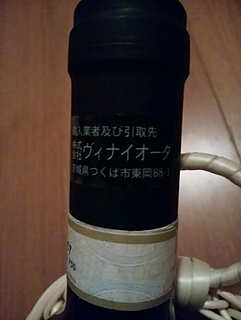 輸入業者及び引取先
株式会社ヴィナイオータ
茨城県つくば市東岡88-3